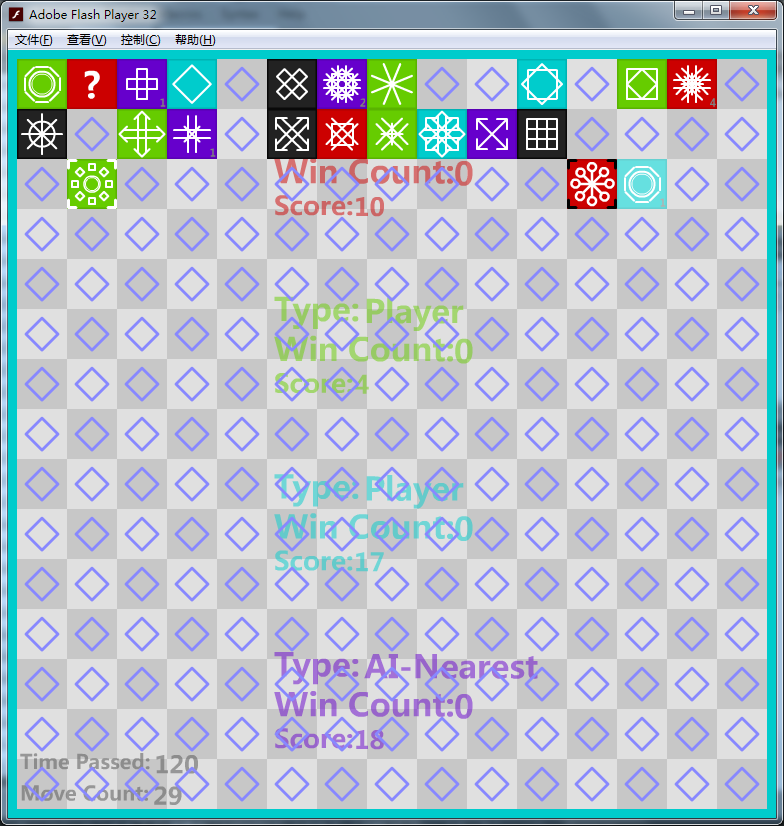 Adobe Flash Player 32
文件(F) 查看(V) 控制(C) 帮助(H)
?
1
2
4
1
Win Count:0
Score:10
Type: Player
Win Count:0
Score:4
Type: Player
Win Count:0
Score:17
Type: AI-Nearest
Win Count:0
Score:18
Time Passed: 120
Move Count: 29